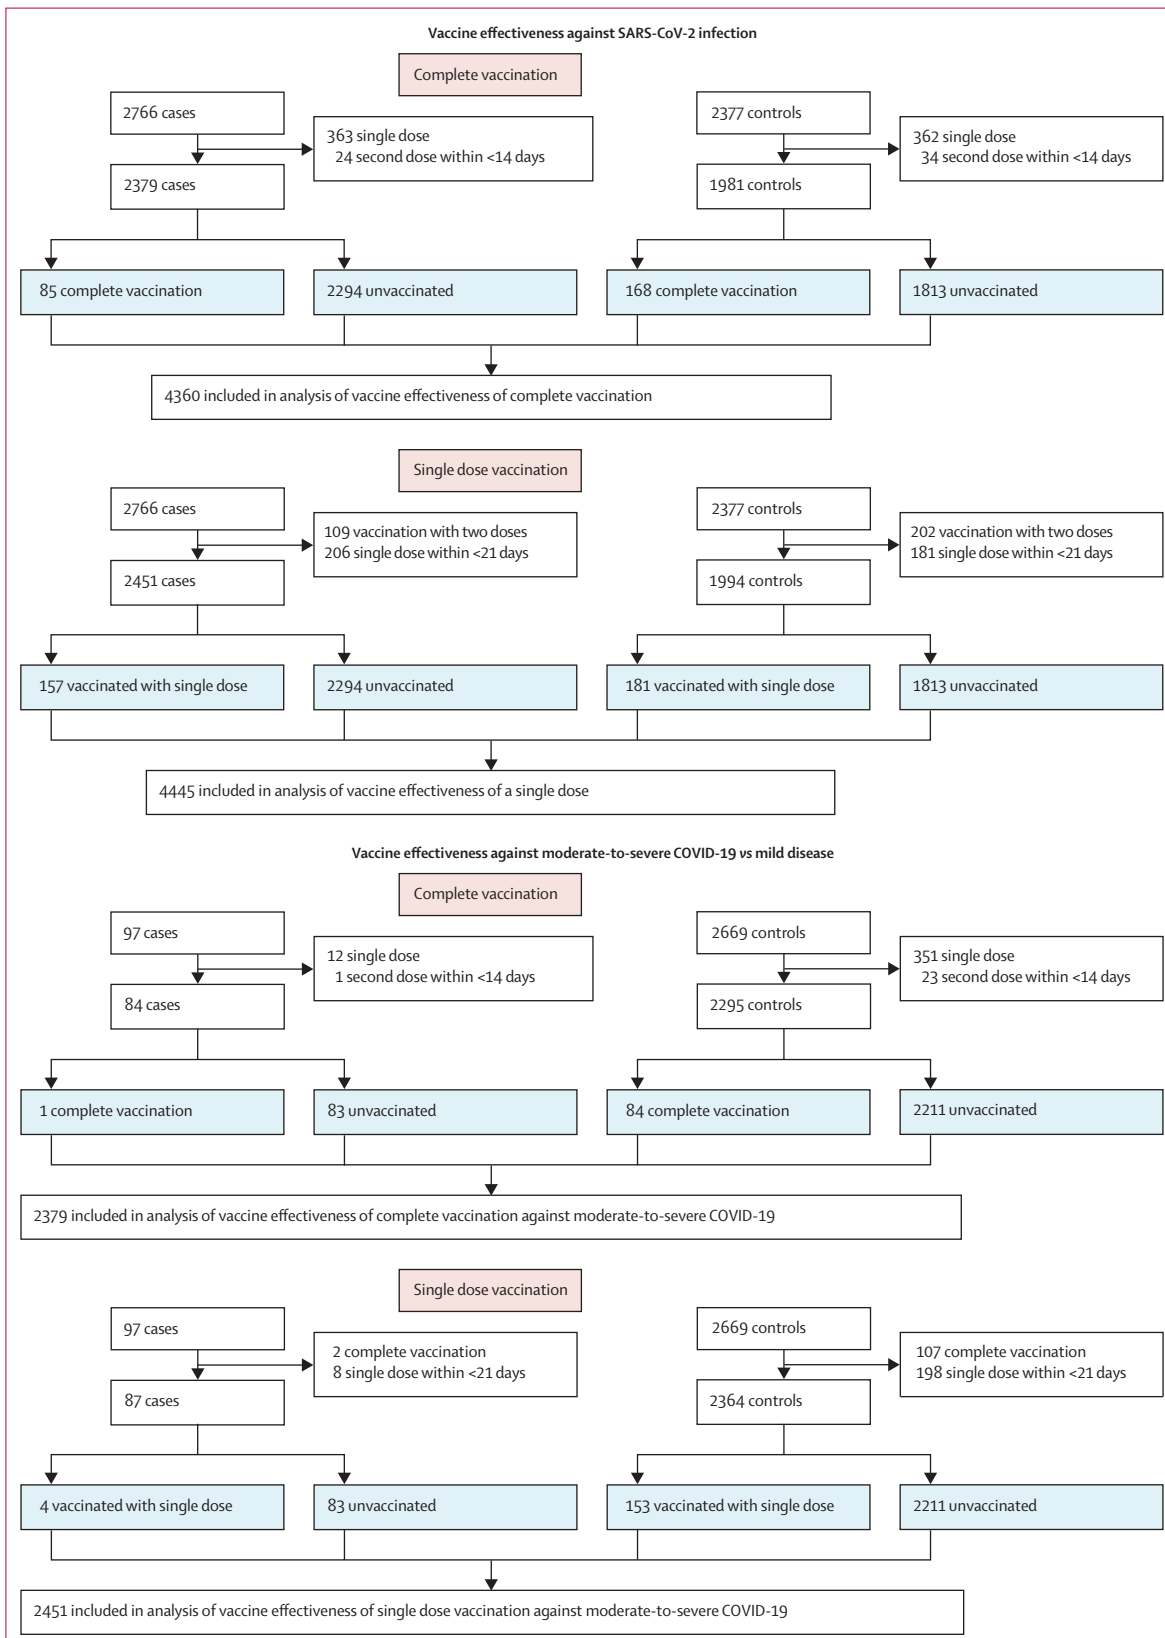 Vaccine effectiveness against SARS-CoV-2 infection
Complete vaccination
2766 cases
2377 controls
363 single dose
24 second dose within <14 days
362 single dose
34 second dose within <14 days
2379 cases
1981 controls
85 complete vaccination
2294 unvaccinated
168 complete vaccination
1813 unvaccinated
4360 included in analysis of vaccine effectiveness of complete vaccination
Single dose vaccination
2766 cases
2377 controls
109 vaccination with two doses
206 single dose within <21 days
202 vaccination with two doses
181 single dose within <21 days
2451 cases
1994 controls
157 vaccinated with single dose
2294 unvaccinated
181 vaccinated with single dose
1813 unvaccinated
4445 included in analysis of vaccine effectiveness of a single dose
Vaccine effectiveness against moderate-to-severe COVID-19 vs mild disease
Complete vaccination
97 cases
2669 controls
12 single dose
1 second dose within <14 days
351 single dose
23 second dose within <14 days
84 cases
2295 controls
1 complete vaccination
83 unvaccinated
84 complete vaccination
2211 unvaccinated
2379 included in analysis of vaccine effectiveness of complete vaccination against moderate-to-severe COVID-19
Single dose vaccination
97 cases
2669 controls
2 complete vaccination
8 single dose within <21 days
107 complete vaccination
198 single dose within <21 days
87 cases
2364 controls
4 vaccinated with single dose
83 unvaccinated
153 vaccinated with single dose
2211 unvaccinated
2451 included in analysis of vaccine effectiveness of single dose vaccination against moderate-to-severe COVID-19